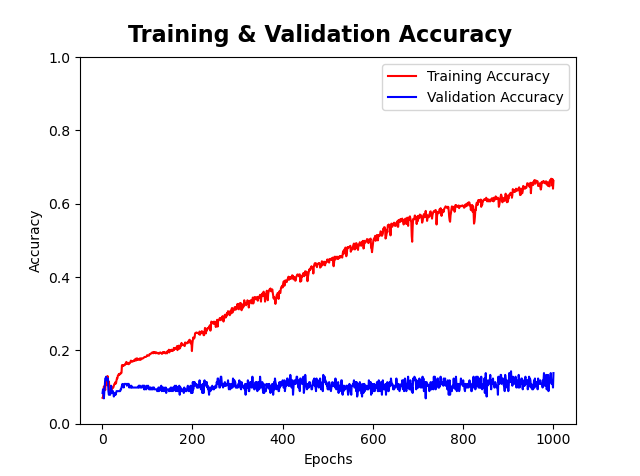 Training & Validation Accuracy
1.0
0.8
0.6
0.4
0.2
0.0
Accuracy
Training Accuracy
Validation Accuracy
0 200 400 600 800 1000
Epochs